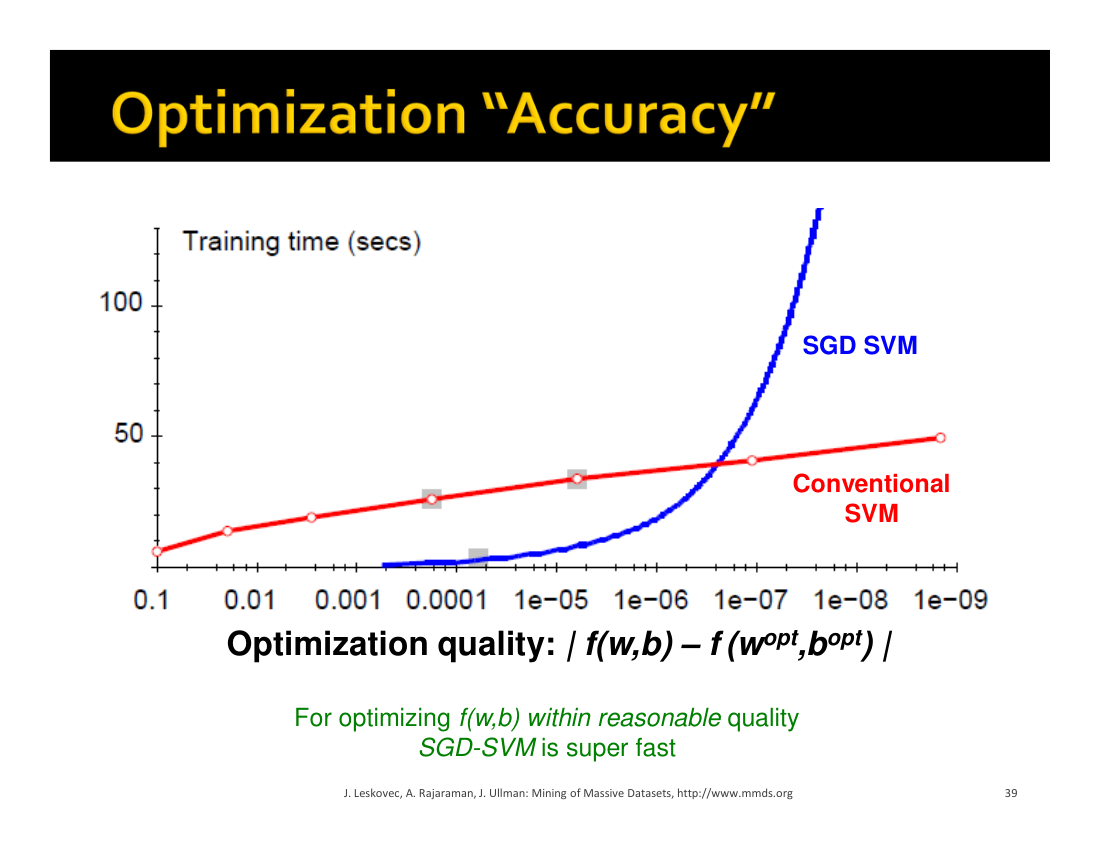 Optimization “Accuracy”
Training time (secs)
100
50
SGD SVM
Conventional
SVM
0.1 0.01 0.001 0.0001 1e-05 1e-06 1e-07 1e-08 1e-09
Optimization quality: | f(w,b) – f (wᵒᵖᵗ,bᵒᵖᵗ) |
For optimizing f(w,b) within reasonable quality
SGD-SVM is super fast
J. Leskovec, A. Rajaraman, J. Ullman: Mining of Massive Datasets, http://www.mmds.org 39